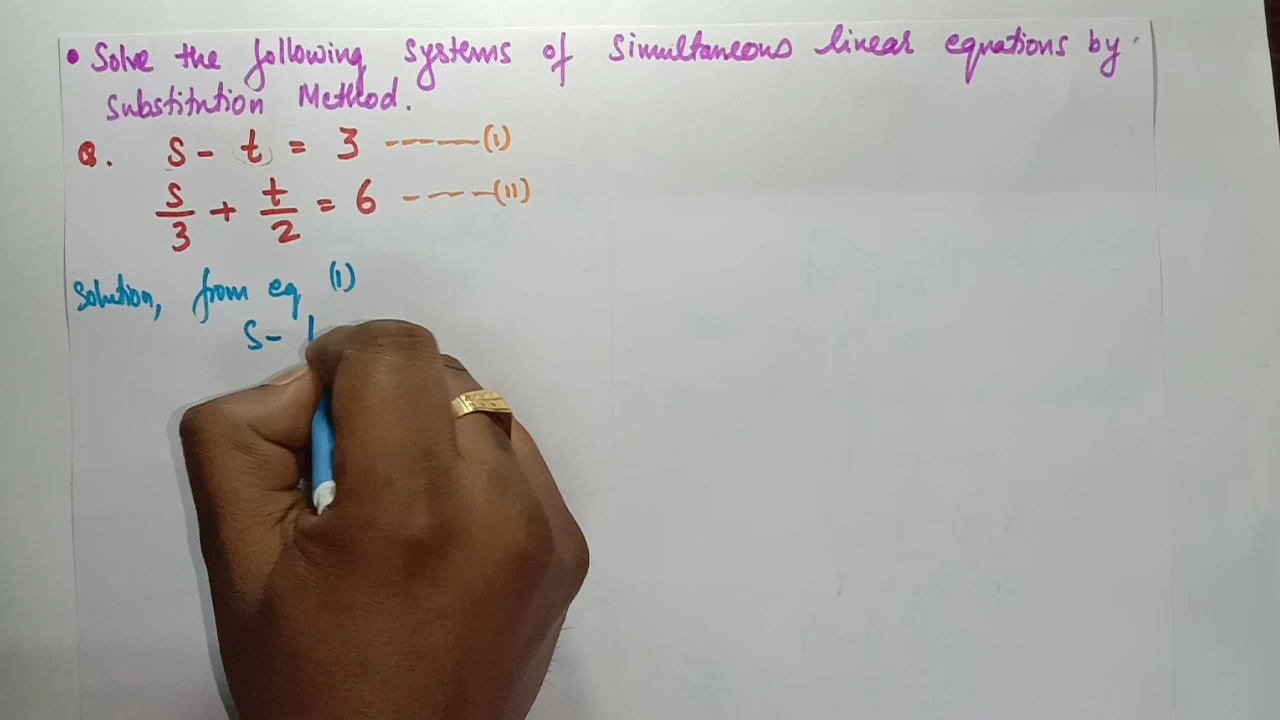 • Solve the following systems of simultaneous linear equations by
substitution Method.
Q. s - t = 3 -----(i)
s/3 + t/2 = 6 ----(ii)
Solution, from eq (i)
s-